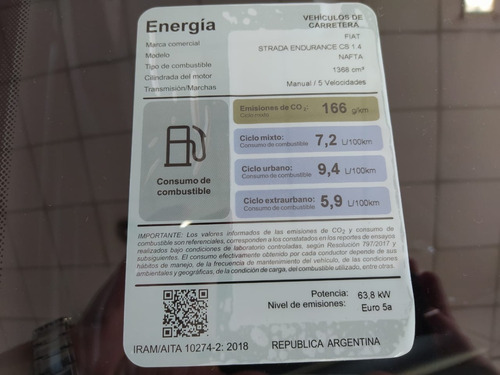 Energía
VEHÍCULOS DE
CARRETERA
Marca comercial FIAT
Modelo STRADA ENDURANCE CS 1.4
Tipo de combustible NAFTA
Cilindrada del motor 1368 cm³
Transmisión/Marchas Manual / 5 Velocidades
Emisiones de CO2: 166 g/km
Ciclo mixto
Ciclo mixto: 7,2 L/100km
Consumo de combustible
Ciclo urbano: 9,4 L/100km
Consumo de combustible
Ciclo extraurbano: 5,9 L/100km
Consumo de combustible
Consumo de
combustible
IMPORTANTE: Los valores informados de las emisiones de CO2 y consumo de
combustible son referenciales, corresponden a los constatados en los reportes de ensayos
realizados bajo condiciones de laboratorio controladas, según Resolución 797/2017 y
subsiguientes. El consumo efectivamente obtenido por cada conductor depende de sus
hábitos de manejo, de la frecuencia de mantenimiento del vehículo, de las condiciones
ambientales y geográficas, de la condición de carga, del combustible utilizado, entre otras.
Potencia: 63,8 kW
Nivel de emisiones: Euro 5a
IRAM/AITA 10274-2: 2018 REPUBLICA ARGENTINA